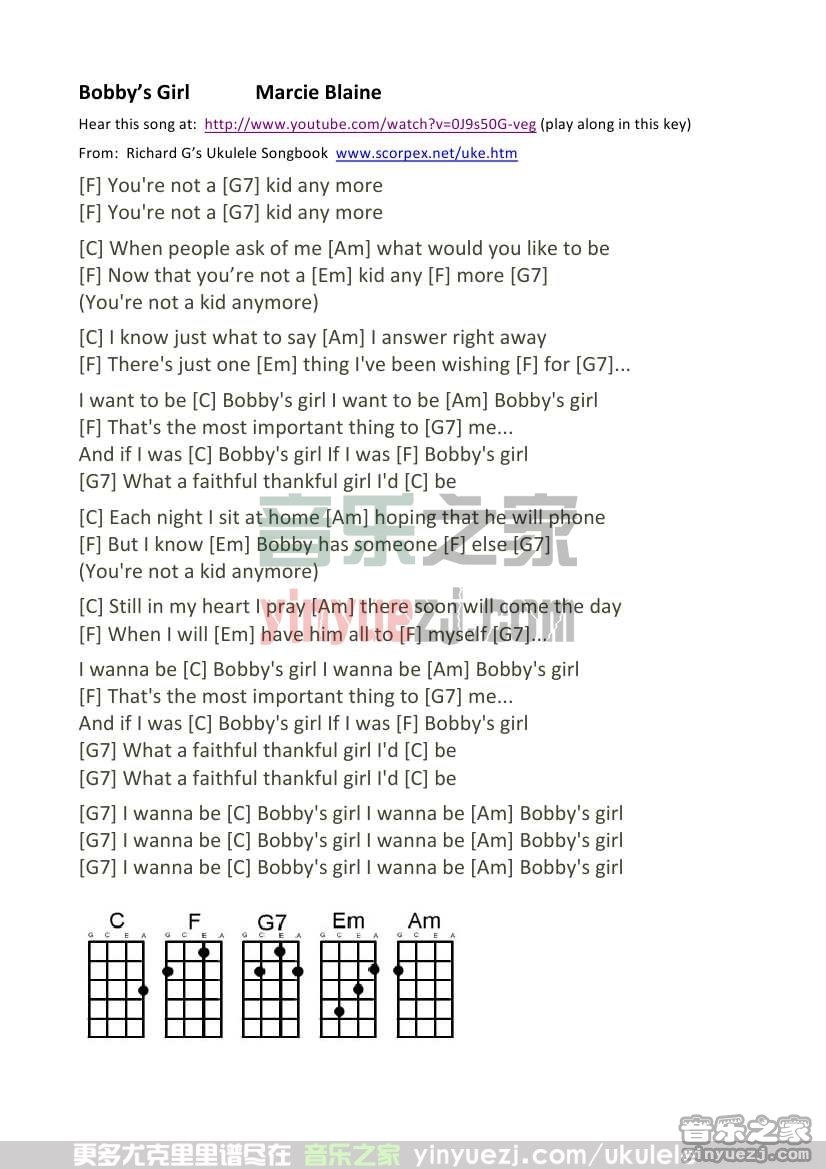 Bobby’s Girl Marcie Blaine
Hear this song at: http://www.youtube.com/watch?v=0J9s50G-veg (play along in this key)
From: Richard G’s Ukulele Songbook www.scorpex.net/uke.htm
[F] You're not a [G7] kid any more
[F] You're not a [G7] kid any more
[C] When people ask of me [Am] what would you like to be
[F] Now that you’re not a [Em] kid any [F] more [G7]
(You're not a kid anymore)
[C] I know just what to say [Am] I answer right away
[F] There's just one [Em] thing I've been wishing [F] for [G7]...
I want to be [C] Bobby's girl I want to be [Am] Bobby's girl
[F] That's the most important thing to [G7] me...
And if I was [C] Bobby's girl If I was [F] Bobby's girl
[G7] What a faithful thankful girl I'd [C] be
音乐之家
[C] Each night I sit at home [Am] hoping that he will phone
[F] But I know [Em] Bobby has someone [F] else [G7]
(You're not a kid anymore)
yinyuezj.com
[C] Still in my heart I pray [Am] there soon will come the day
[F] When I will [Em] have him all to [F] myself [G7]...
I wanna be [C] Bobby's girl I wanna be [Am] Bobby's girl
[F] That's the most important thing to [G7] me...
And if I was [C] Bobby's girl If I was [F] Bobby's girl
[G7] What a faithful thankful girl I'd [C] be
[G7] What a faithful thankful girl I'd [C] be
[G7] I wanna be [C] Bobby's girl I wanna be [Am] Bobby's girl
[G7] I wanna be [C] Bobby's girl I wanna be [Am] Bobby's girl
[G7] I wanna be [C] Bobby's girl I wanna be [Am] Bobby's girl
C F G7 Em Am
G C E A G C E A G C E A G C E A G C E A
更多尤克里里谱尽在 音乐之家 yinyuezj.com/ukulele
音乐之家
yinyuezj.com